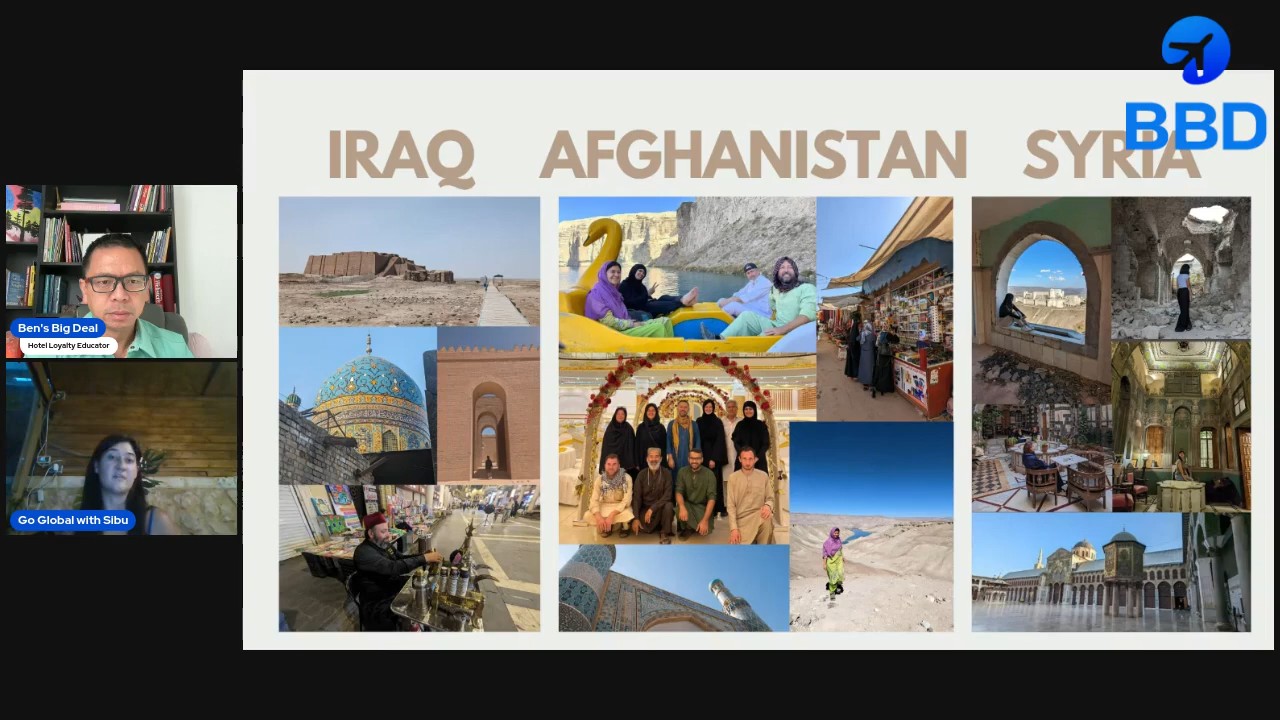 BBD
IRAQ AFGHANISTAN SYRIA
Ben's Big Deal
Hotel Loyalty Educator
Go Global with Sibu